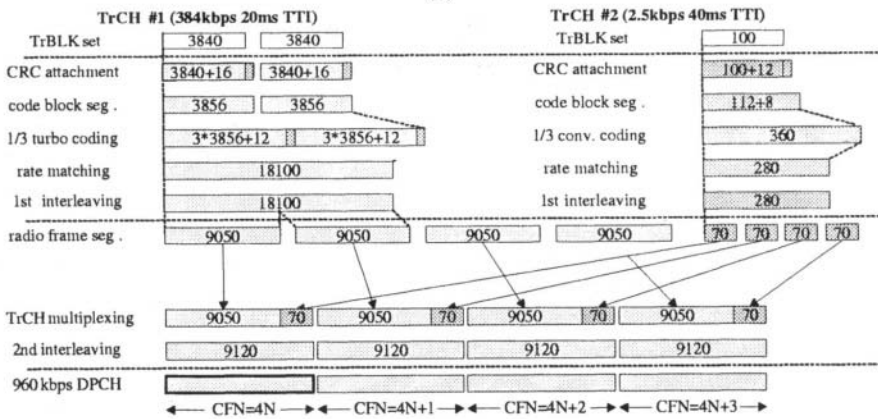 TrCH #1 (384kbps 20ms TTI) TrCH #2 (2.5kbps 40ms TTI)
TrBLK set 3840 3840 TrBLK set 100
CRC attachment 3840+16 3840+16 CRC attachment 100+12
code block seg . 3856 3856 code block seg . 112+8
1/3 turbo coding 3*3856+12 3*3856+12 1/3 conv. coding 360
rate matching 18100 rate matching 280
1st interleaving 18100 1st interleaving 280
radio frame seg . 9050 9050 9050 9050 70 70 70 70
TrCH multiplexing 9050 70 9050 70 9050 70 9050 70
2nd interleaving 9120 9120 9120 9120
960 kbps DPCH
CFN=4N CFN=4N+1 CFN=4N+2 CFN=4N+3